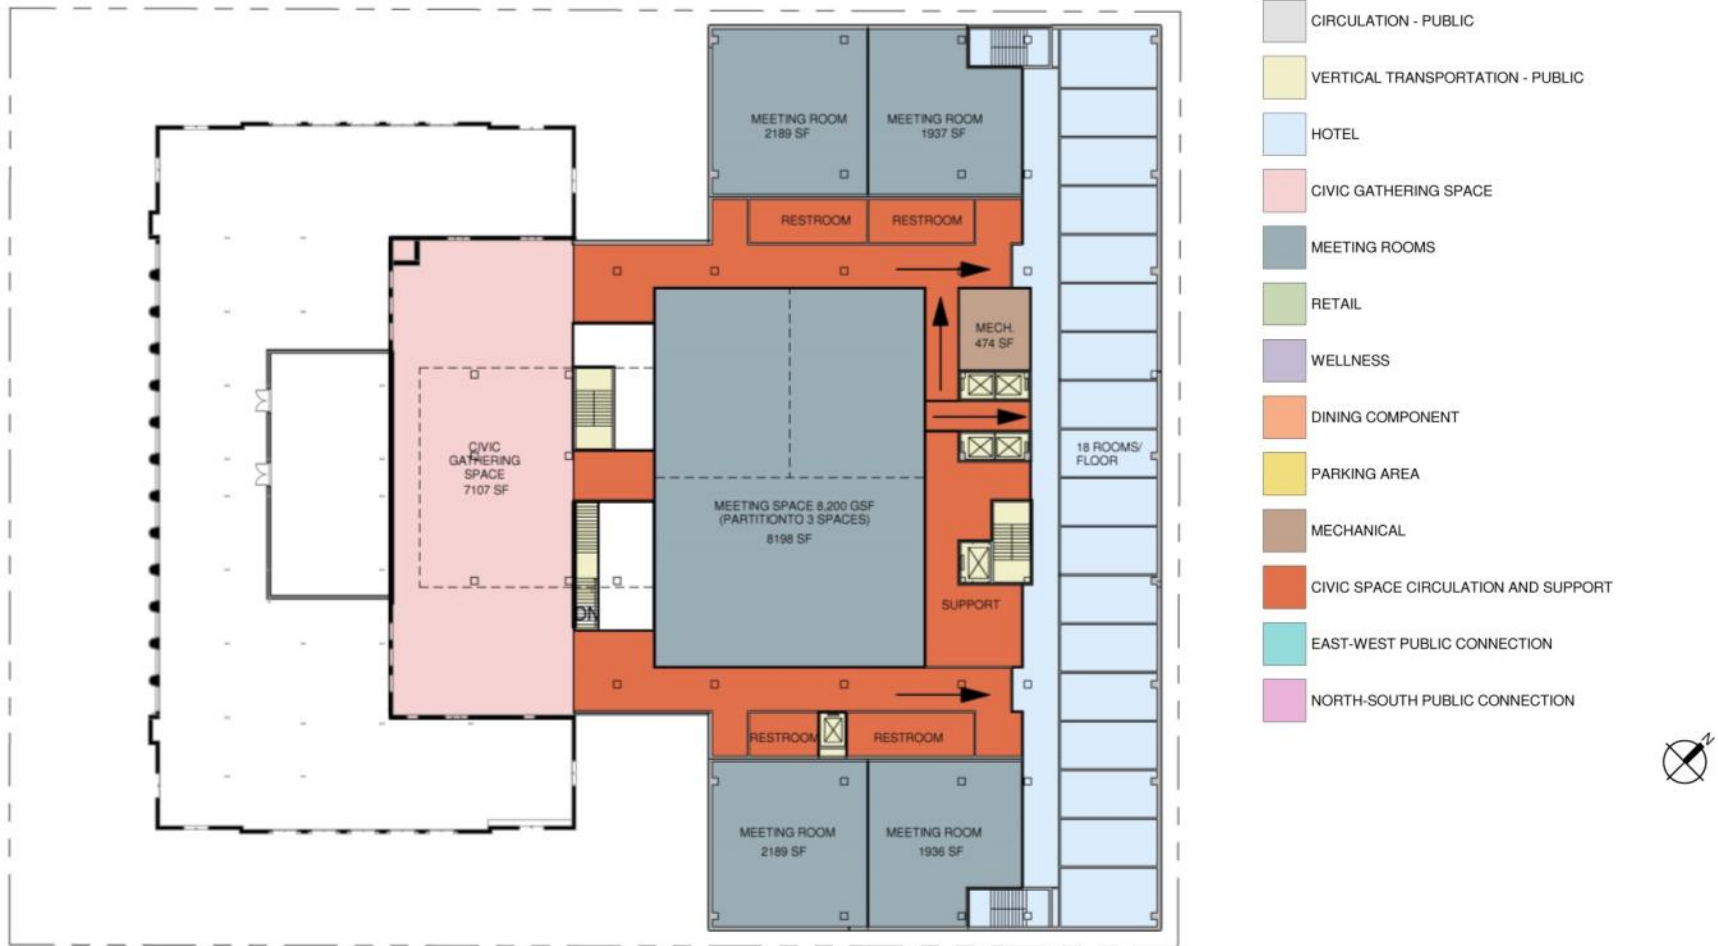 MEETING ROOM
2189 SF
MEETING ROOM
1937 SF
RESTROOM
RESTROOM
MECH.
474 SF
CIVIC
GATHERING
SPACE
7107 SF
18 ROOMS/
FLOOR
MEETING SPACE 8,200 GSF
(PARTITIONTO 3 SPACES)
8198 SF
DN
SUPPORT
RESTROOM
RESTROOM
MEETING ROOM
2189 SF
MEETING ROOM
1936 SF
CIRCULATION - PUBLIC
VERTICAL TRANSPORTATION - PUBLIC
HOTEL
CIVIC GATHERING SPACE
MEETING ROOMS
RETAIL
WELLNESS
DINING COMPONENT
PARKING AREA
MECHANICAL
CIVIC SPACE CIRCULATION AND SUPPORT
EAST-WEST PUBLIC CONNECTION
NORTH-SOUTH PUBLIC CONNECTION
N